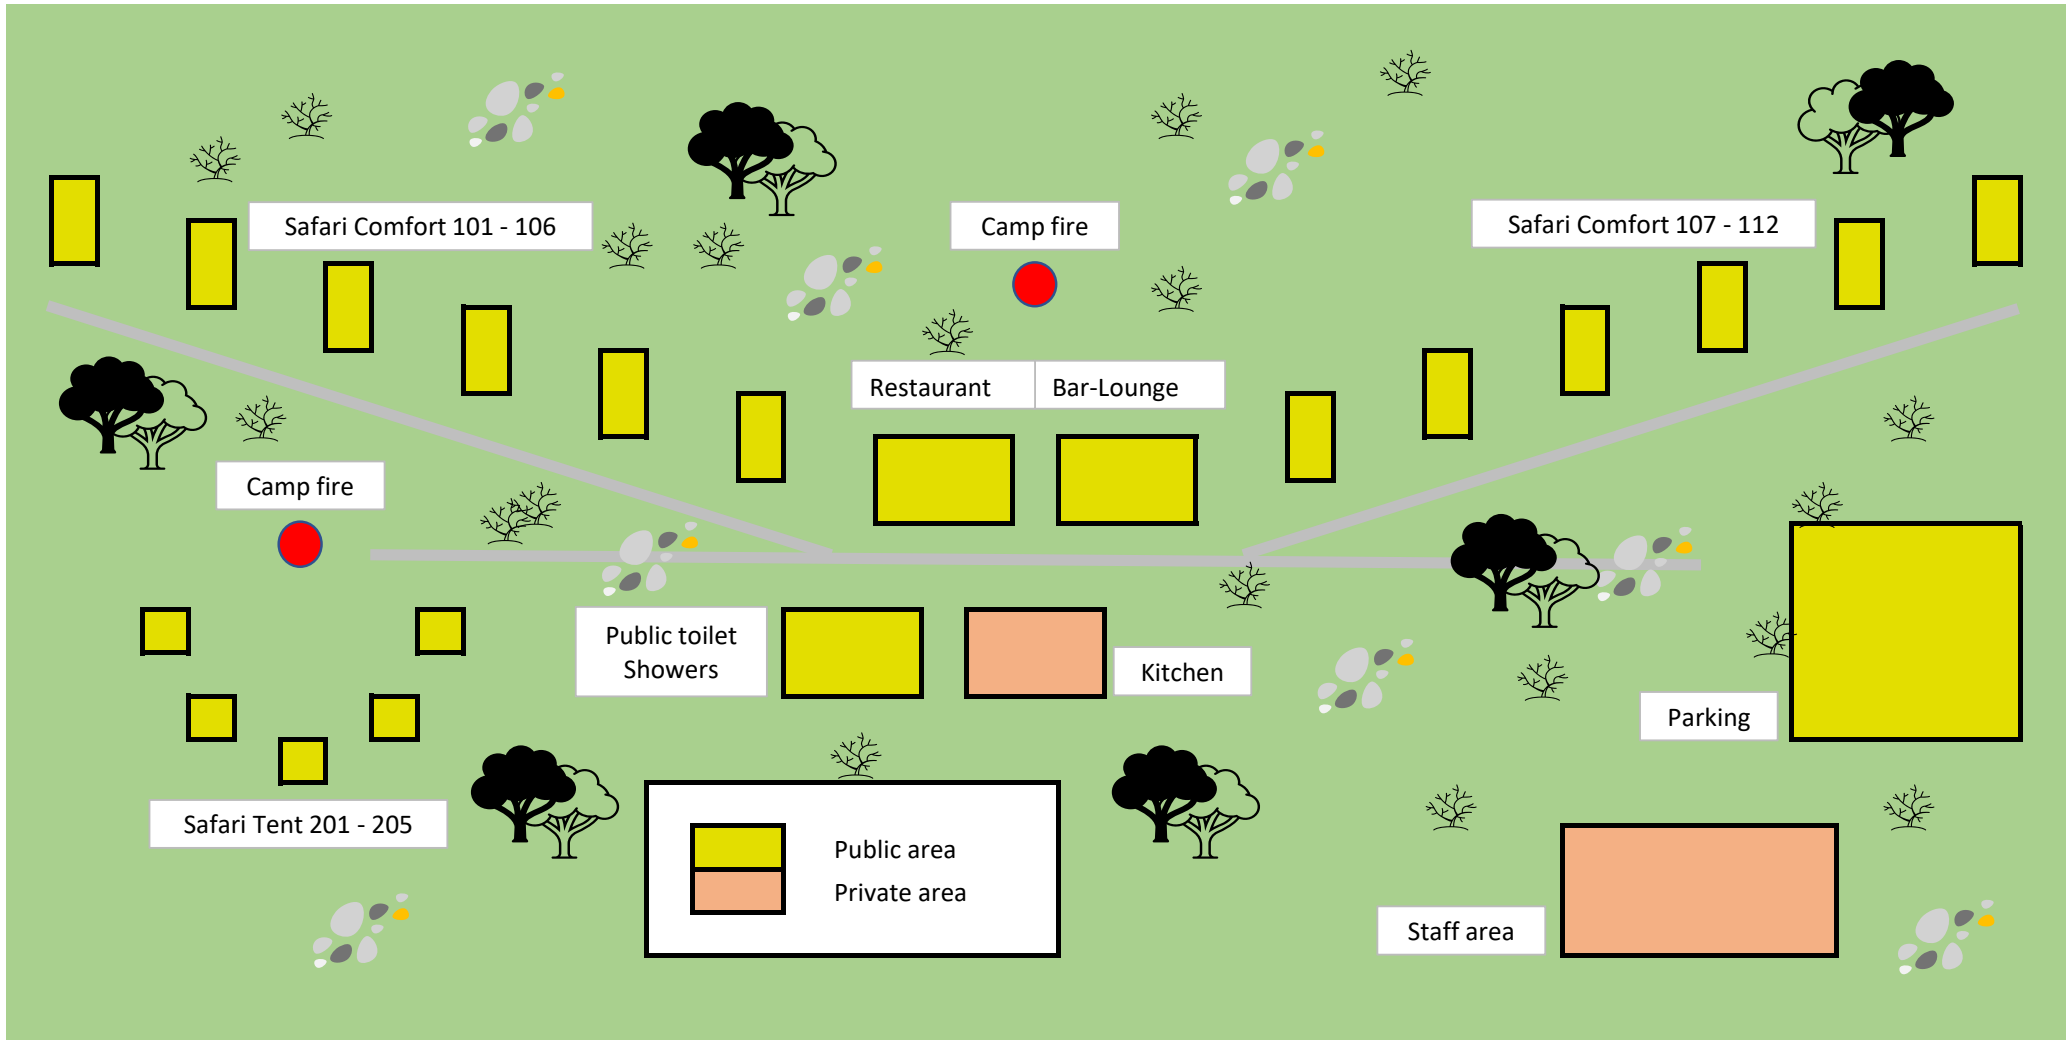 Safari Comfort 101 - 106
Camp fire
Safari Comfort 107 - 112
Restaurant
Bar-Lounge
Camp fire
Public toilet
Showers
Kitchen
Parking
Safari Tent 201 - 205
Public area
Private area
Staff area